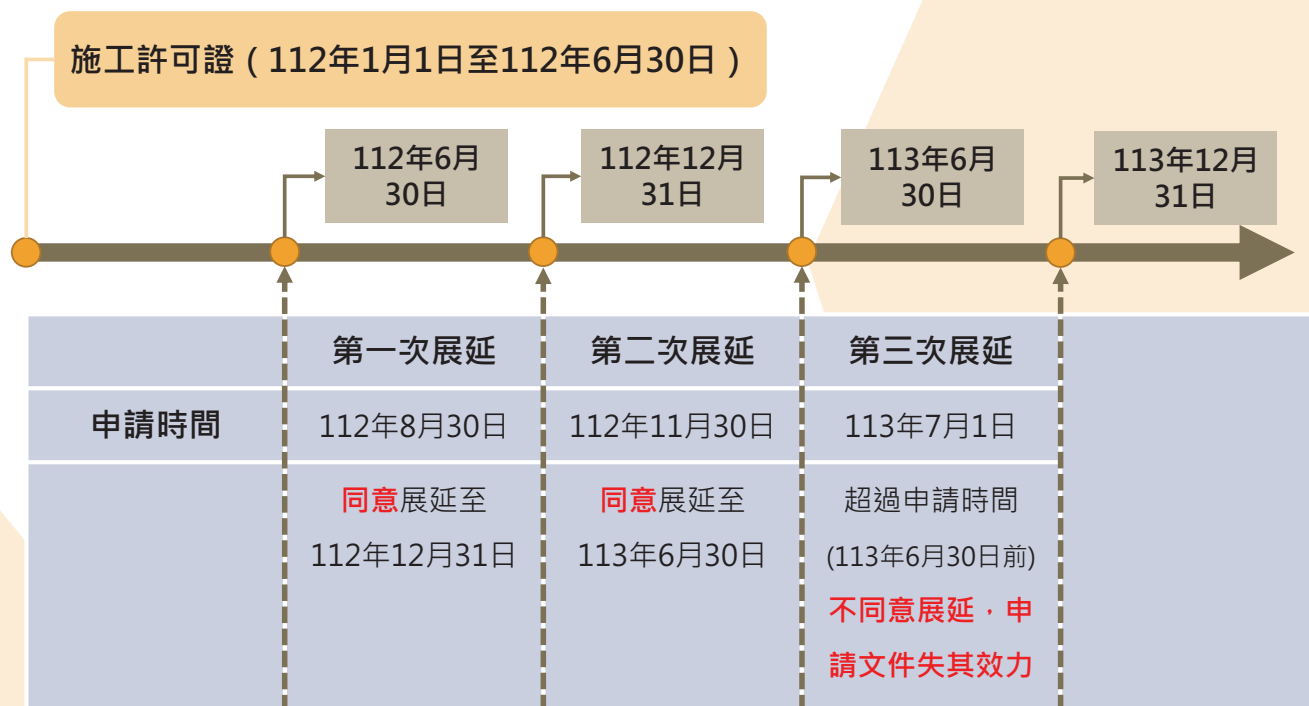 施工許可證（112年1月1日至112年6月30日）
112年6月
30日
112年12月
31日
113年6月
30日
113年12月
31日
第一次展延
第二次展延
第三次展延
申請時間
112年8月30日
112年11月30日
113年7月1日
同意展延至
112年12月31日
同意展延至
113年6月30日
超過申請時間
(113年6月30日前)
不同意展延，申
請文件失其效力